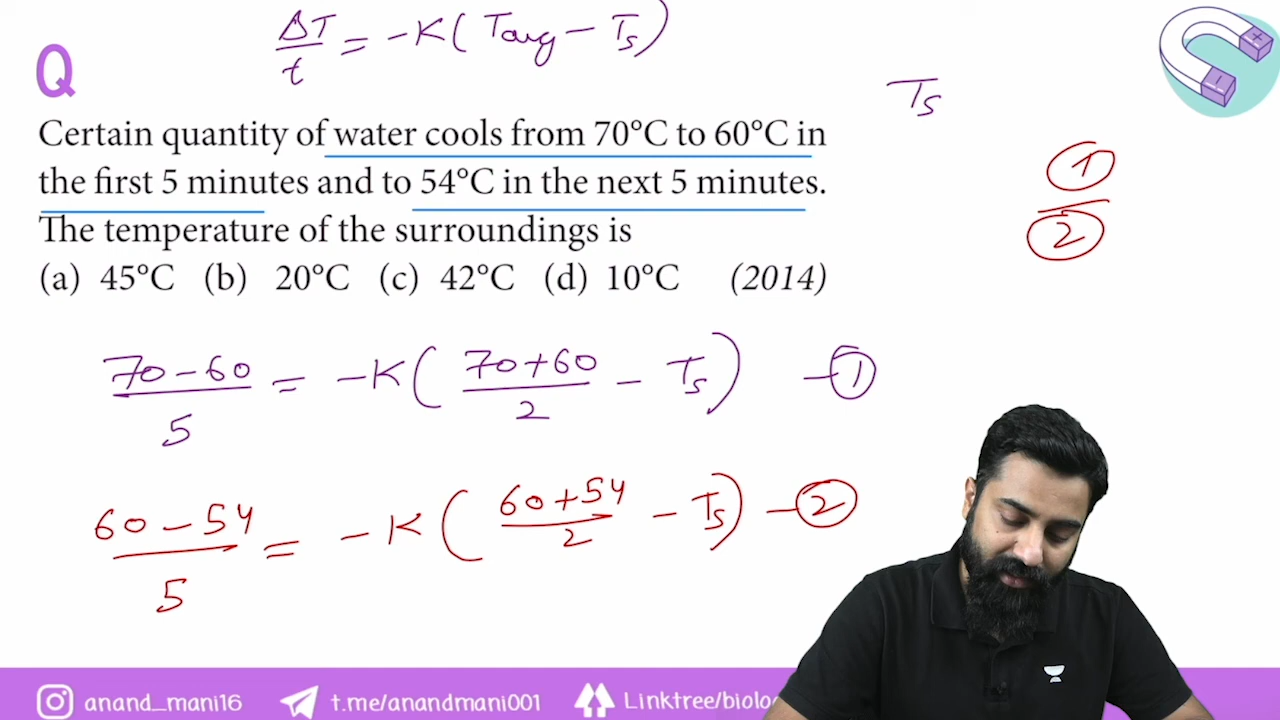 ΔT/t = -K(Tavg - Ts)
Q
Ts
Certain quantity of water cools from 70°C to 60°C in
the first 5 minutes and to 54°C in the next 5 minutes.
The temperature of the surroundings is
(a) 45°C (b) 20°C (c) 42°C (d) 10°C (2014)
①/②
(70-60)/5 = -K((70+60)/2 - Ts) -①
(60-54)/5 = -K((60+54)/2 - Ts) -②
anand_mani16 t.me/anandmani001 Linktree/biolo